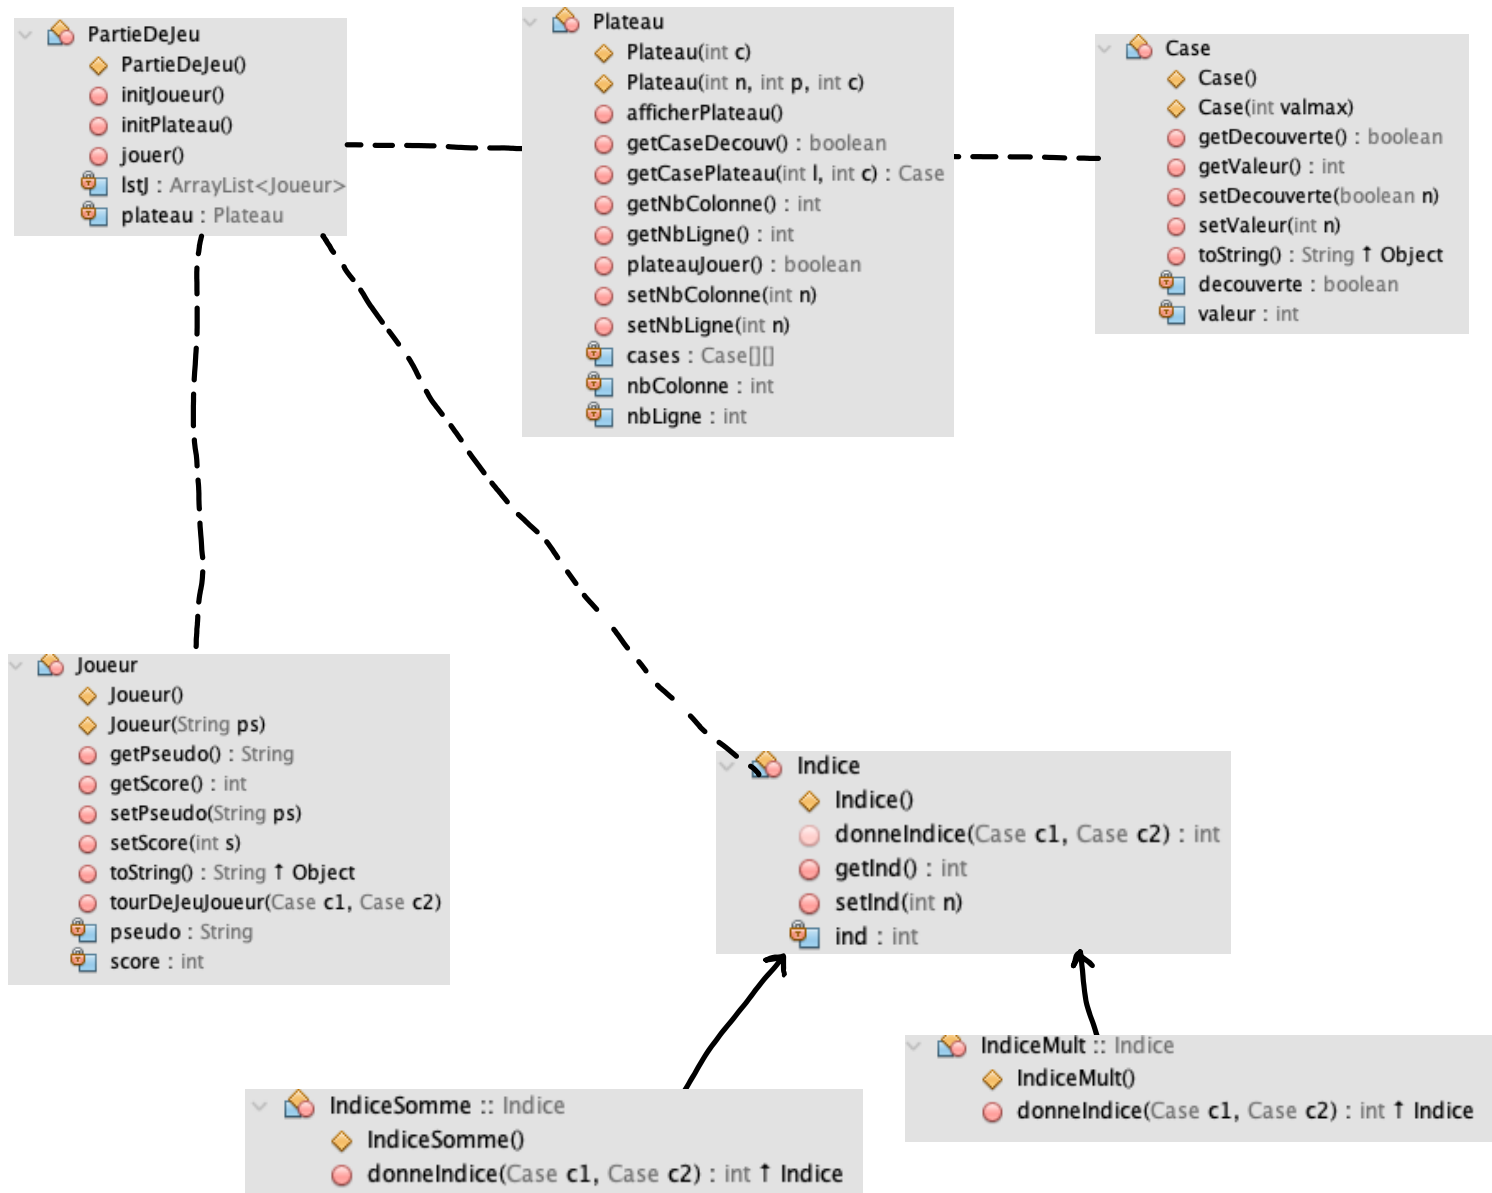 PartieDeJeu
PartieDeJeu()
initJoueur()
initPlateau()
jouer()
lstJ : ArrayList<Joueur>
plateau : Plateau
Plateau
Plateau(int c)
Plateau(int n, int p, int c)
afficherPlateau()
getCaseDecouv() : boolean
getCasePlateau(int l, int c) : Case
getNbColonne() : int
getNbLigne() : int
plateauJouer() : boolean
setNbColonne(int n)
setNbLigne(int n)
cases : Case[][]
nbColonne : int
nbLigne : int
Case
Case()
Case(int valmax)
getDecouverte() : boolean
getValeur() : int
setDecouverte(boolean n)
setValeur(int n)
toString() : String ↑ Object
decouverte : boolean
valeur : int
Joueur
Joueur()
Joueur(String ps)
getPseudo() : String
getScore() : int
setPseudo(String ps)
setScore(int s)
toString() : String ↑ Object
tourDeJeuJoueur(Case c1, Case c2)
pseudo : String
score : int
Indice
Indice()
donneIndice(Case c1, Case c2) : int
getInd() : int
setInd(int n)
ind : int
IndiceSomme :: Indice
IndiceSomme()
donneIndice(Case c1, Case c2) : int ↑ Indice
IndiceMult :: Indice
IndiceMult()
donneIndice(Case c1, Case c2) : int ↑ Indice